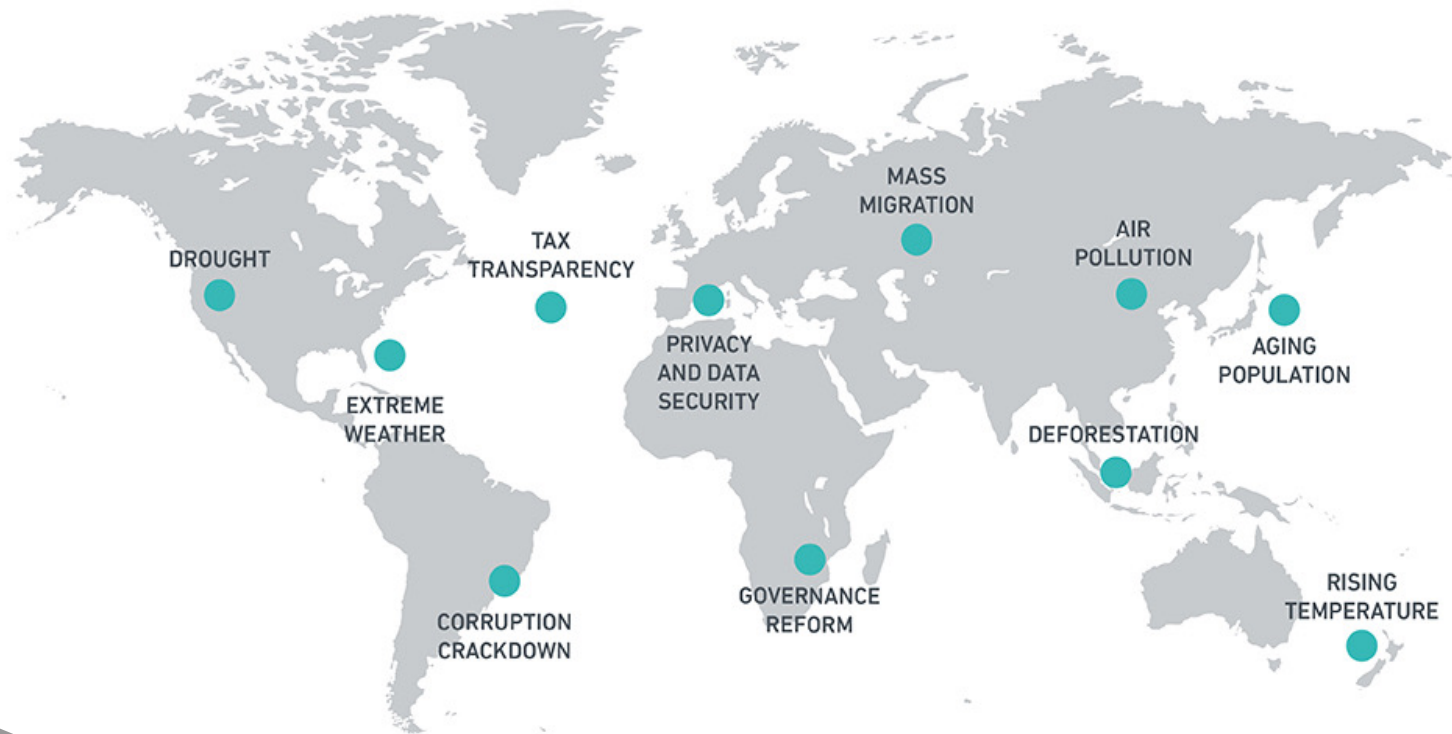 MASS
MIGRATION
AIR
POLLUTION
TAX
TRANSPARENCY
DROUGHT
PRIVACY
AND DATA
SECURITY
AGING
POPULATION
EXTREME
WEATHER
DEFORESTATION
RISING
TEMPERATURE
GOVERNANCE
REFORM
CORRUPTION
CRACKDOWN